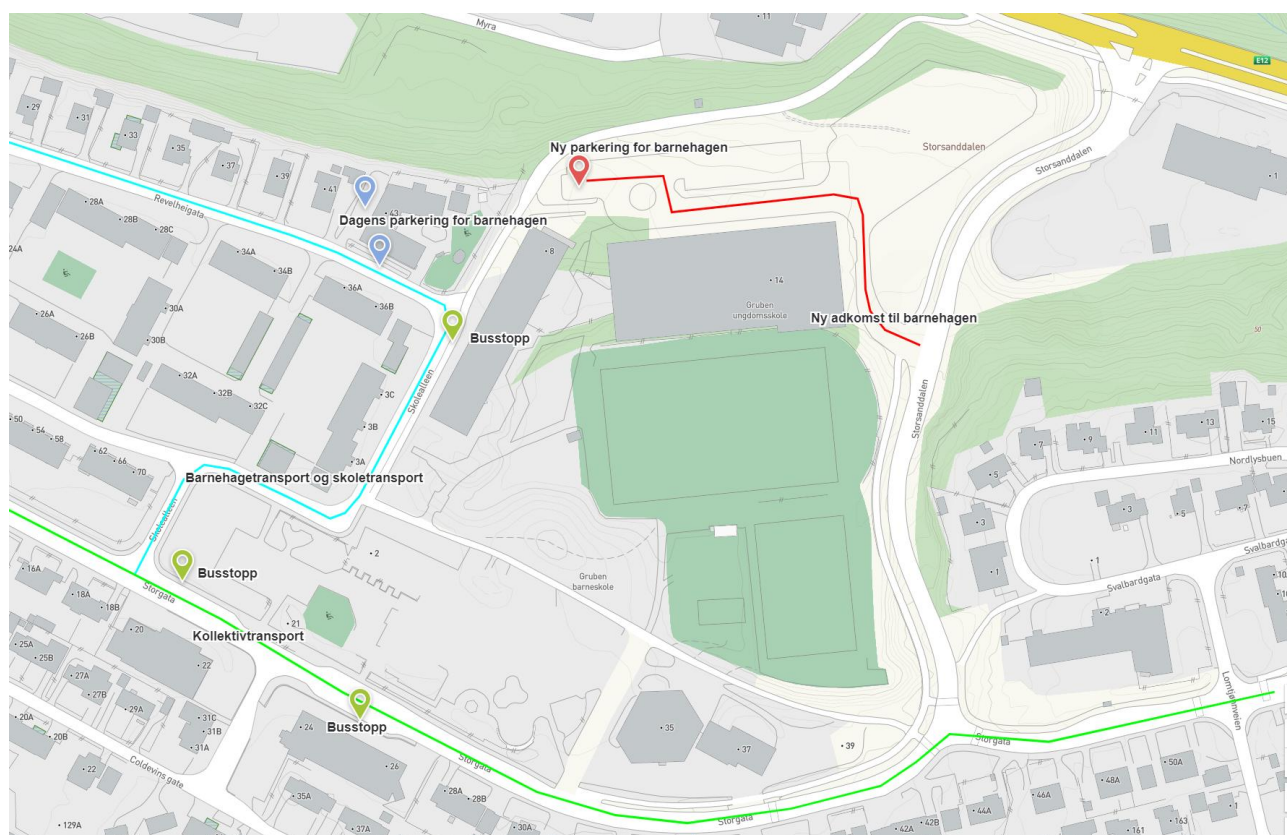 Myra
11
E12
29
31
33
35
37
39
41
43
Ny parkering for barnehagen
Storsanddalen
Storsanddalen
1
Revelheigata
Dagens parkering for barnehagen
28A
28B
28C
24A
34A
34B
8
36A
36B
30A
26A
30B
26B
14
Gruben
ungdomsskole
Ny adkomst til barnehagen
50
Busstopp
32A
32B
32C
3C
3B
3A
Skolealleen
Storsanddalen
50
54
58
62
66
70
7
9
11
13
15
5
Nordlysbuen
Barnehagetransport og skoletransport
Skolealleen
3
3
5
7
2
1
1
Svalbardgata
Svalbardgata
Busstopp
Gruben
barneskole
16A
Storgata
18A
18B
2
10
20
21
Kollektivtransport
22
25A
25B
27A
27B
29A
31C
31B
31A
Lomtjønnveien
20A
20B
Busstopp
24
35
37
39
Storgata
Coldevins gate
22
26
Storgata
50A
48A
46A
44A
28A
28B
35A
30A
37A
129A
Storgata
42A
42B
161
163
1